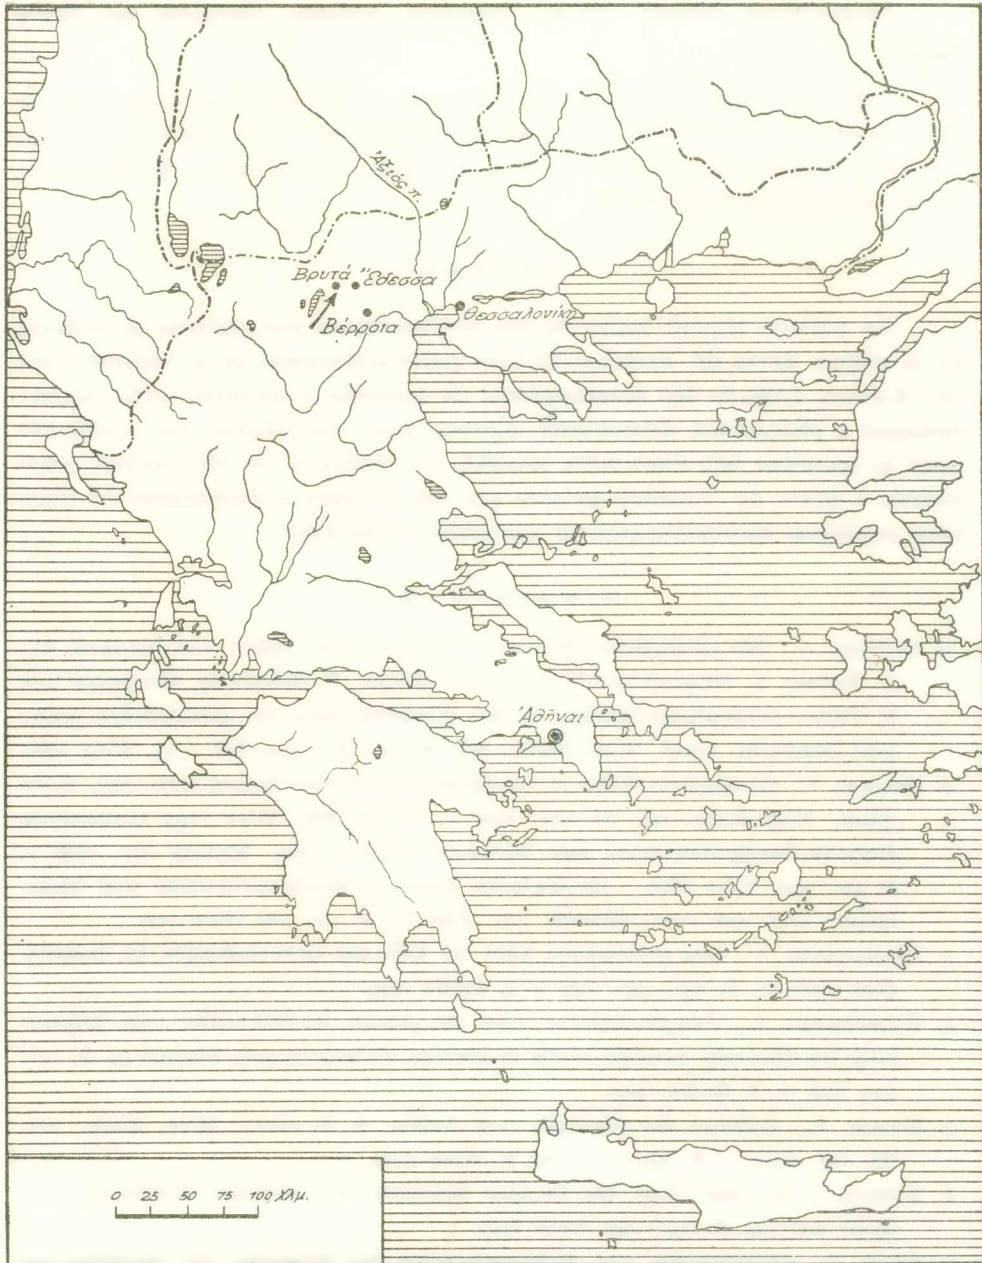 Ἀξιός π.
Βρυτά Ἔδεσσα
Θεσσαλονίκη
Βέρροια
Ἀθῆναι
0 25 50 75 100 χλμ.